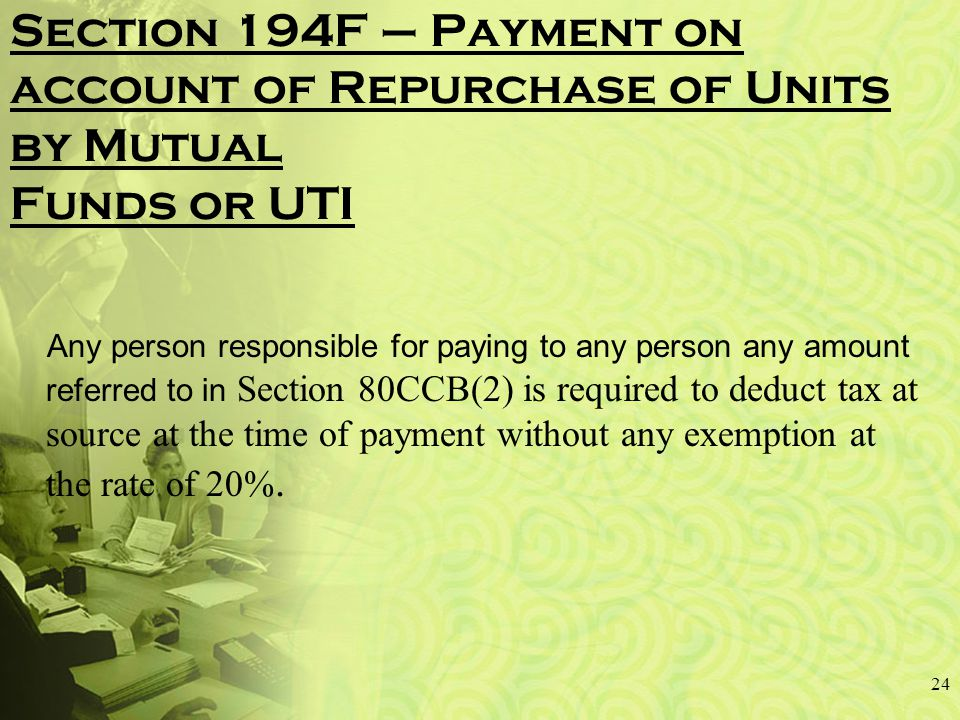 Section 194F – Payment on
account of Repurchase of Units
by Mutual
Funds or UTI
Any person responsible for paying to any person any amount
referred to in Section 80CCB(2) is required to deduct tax at
source at the time of payment without any exemption at
the rate of 20%.
24